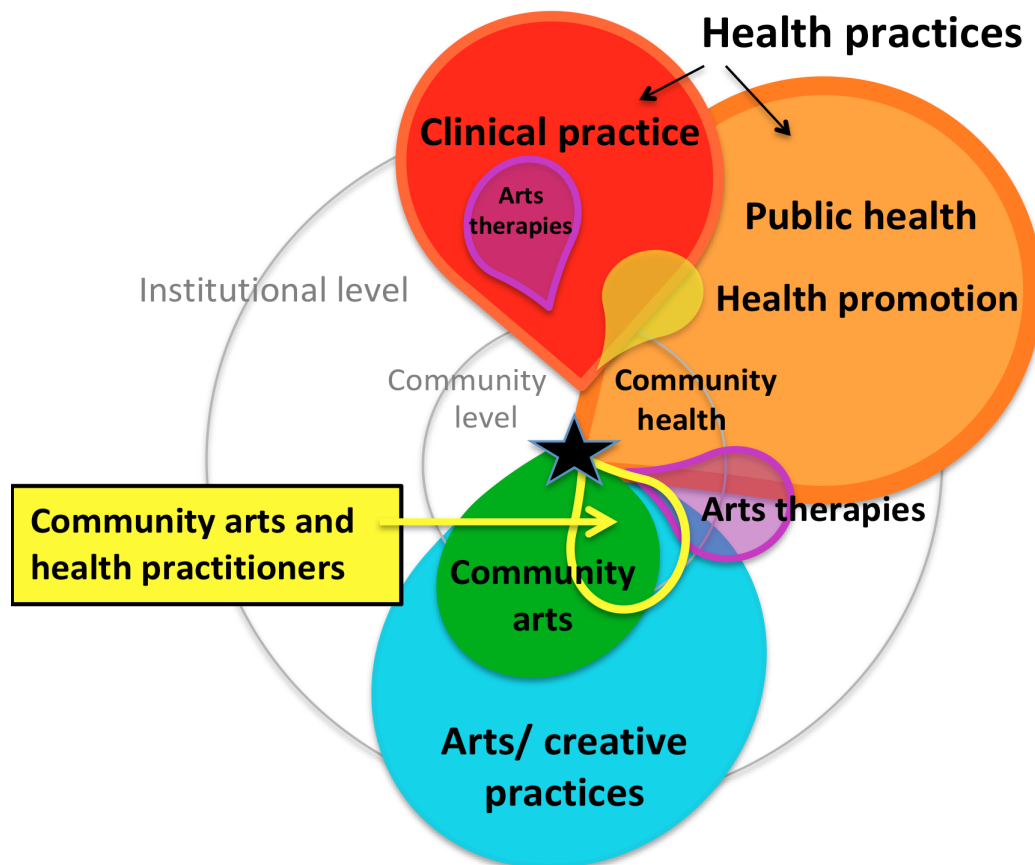 Health practices
Clinical practice
Arts
therapies
Public health
Institutional level
Health promotion
Community
level
Community
health
Arts therapies
Community arts and
health practitioners
Community
arts
Arts/ creative
practices